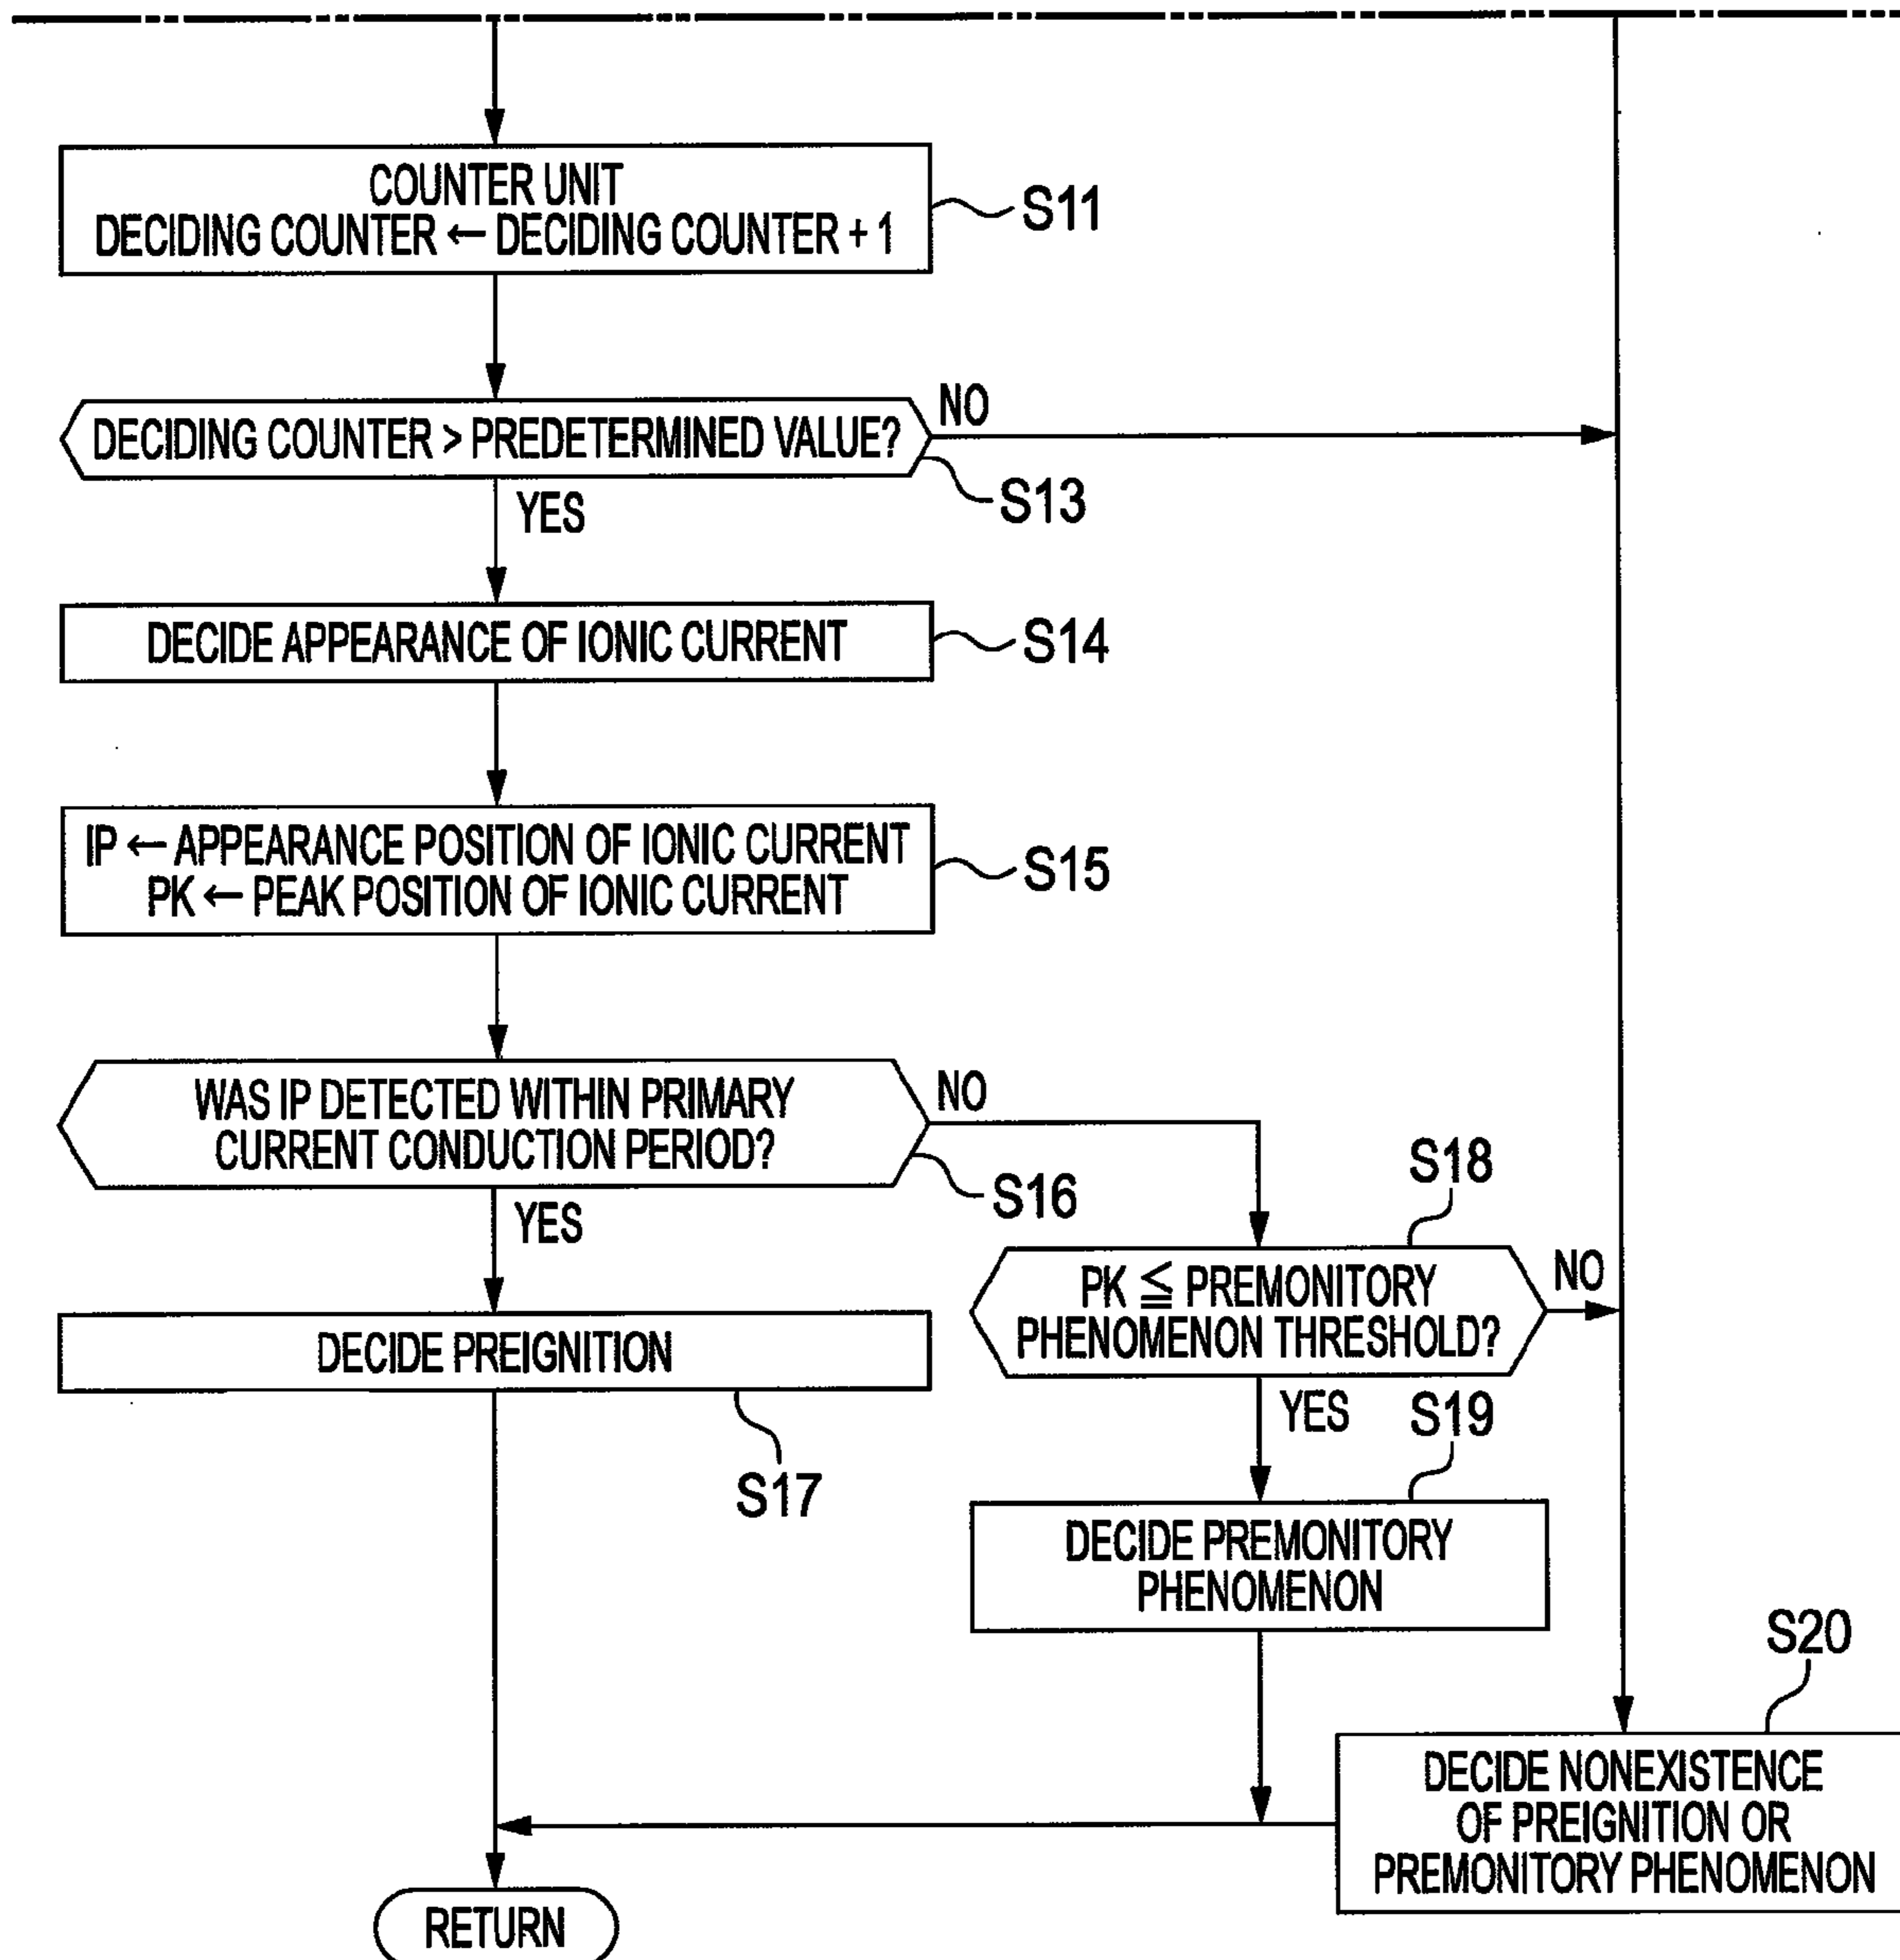 COUNTER UNIT
DECIDING COUNTER ← DECIDING COUNTER + 1
S11
DECIDING COUNTER > PREDETERMINED VALUE?
NO
S13
YES
DECIDE APPEARANCE OF IONIC CURRENT
S14
IP ← APPEARANCE POSITION OF IONIC CURRENT
PK ← PEAK POSITION OF IONIC CURRENT
S15
WAS IP DETECTED WITHIN PRIMARY
CURRENT CONDUCTION PERIOD?
NO
S16
YES
S18
PK ≦ PREMONITORY
PHENOMENON THRESHOLD?
NO
DECIDE PREIGNITION
S17
YES
S19
DECIDE PREMONITORY
PHENOMENON
S20
DECIDE NONEXISTENCE
OF PREIGNITION OR
PREMONITORY PHENOMENON
RETURN